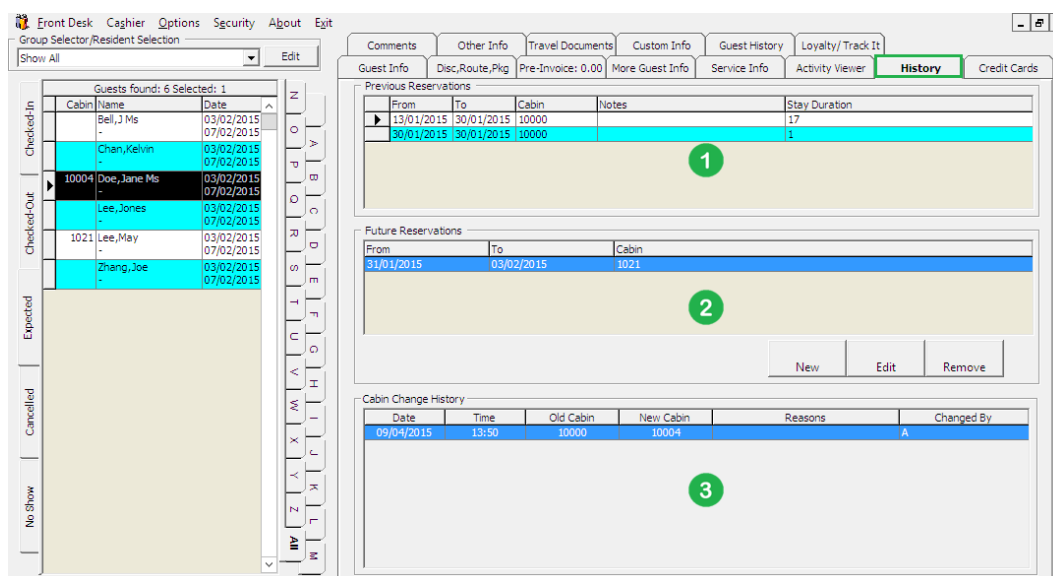 Front Desk Cashier Options Security About Exit
Group Selector/Resident Selection
Show All Edit
Guests found: 6 Selected: 1
Cabin Name Date
Bell,J Ms 03/02/2015
- 07/02/2015
Chan,Kelvin 03/02/2015
- 07/02/2015
10004 Doe,Jane Ms 03/02/2015
- 07/02/2015
Lee,Jones 03/02/2015
- 07/02/2015
1021 Lee,May 03/02/2015
- 07/02/2015
Zhang,Joe 03/02/2015
- 07/02/2015
Checked-In
Checked-Out
Expected
Cancelled
No Show
N
O
P
Q
R
S
T
U
V
W
X
Y
Z
All
A
B
C
D
E
F
G
H
I
J
K
L
M
Comments Other Info Travel Documents Custom Info Guest History Loyalty/ Track It
Guest Info Disc,Route,Pkg Pre-Invoice: 0.00 More Guest Info Service Info Activity Viewer History Credit Cards
Previous Reservations
From To Cabin Notes Stay Duration
13/01/2015 30/01/2015 10000 17
30/01/2015 30/01/2015 10000 1
1
Future Reservations
From To Cabin
31/01/2015 03/02/2015 1021
2
New Edit Remove
Cabin Change History
Date Time Old Cabin New Cabin Reasons Changed By
09/04/2015 13:50 10000 10004 A
3